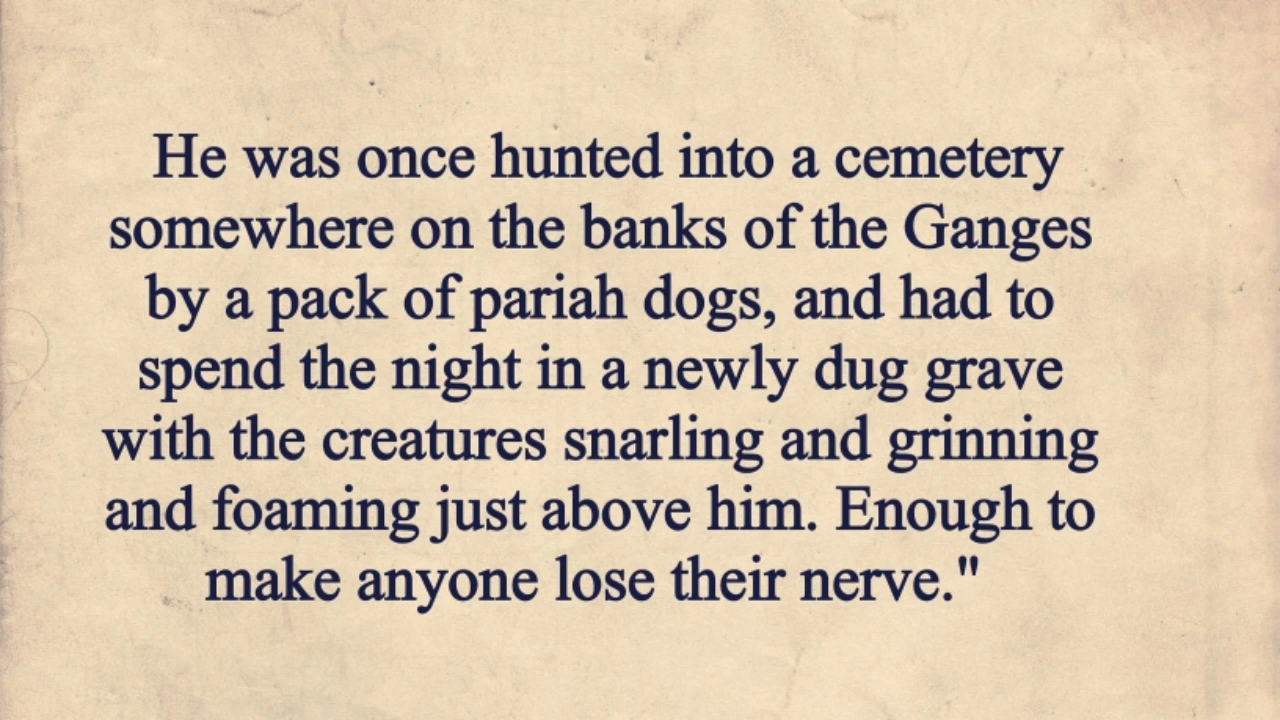 He was once hunted into a cemetery
somewhere on the banks of the Ganges
by a pack of pariah dogs, and had to
spend the night in a newly dug grave
with the creatures snarling and grinning
and foaming just above him. Enough to
make anyone lose their nerve."